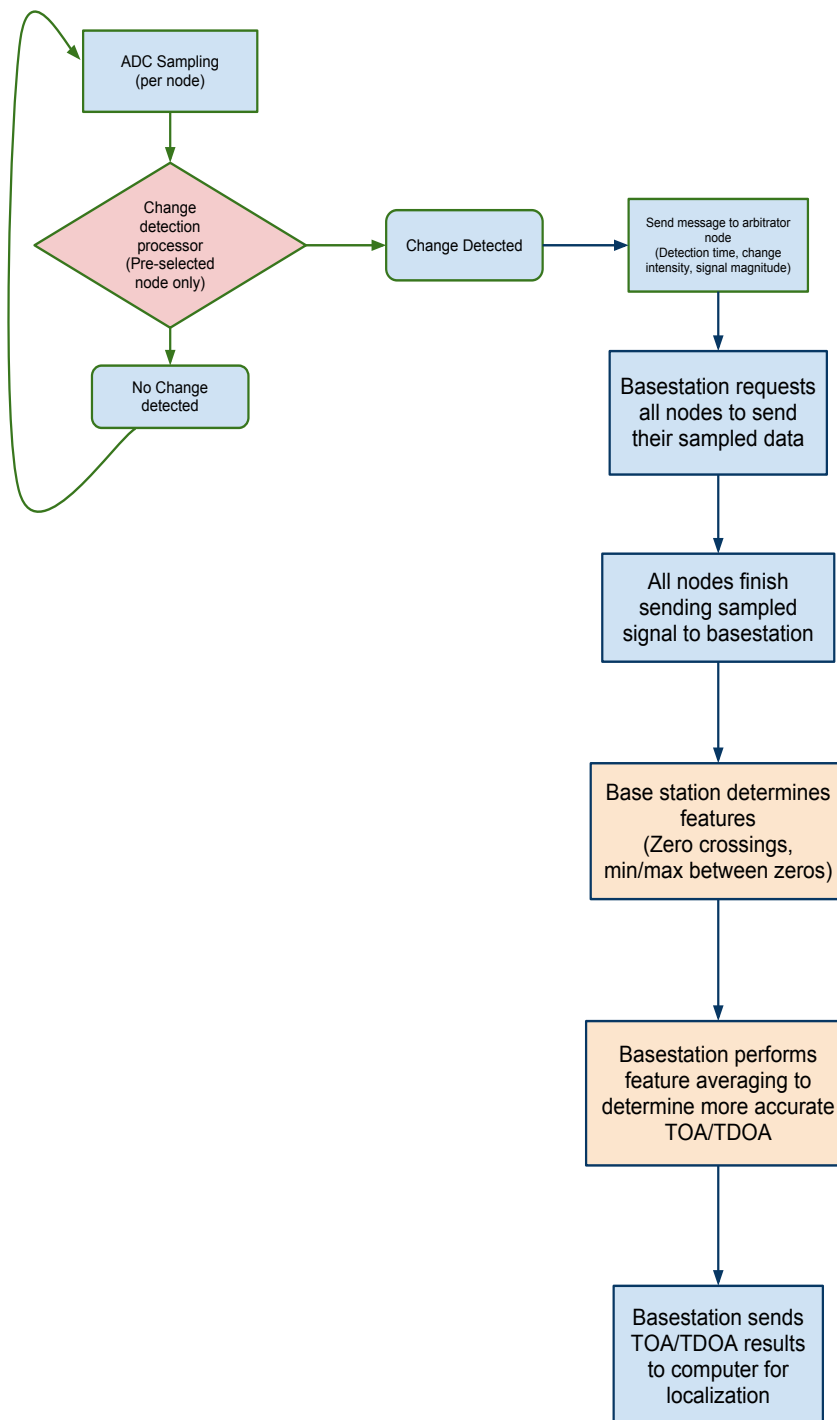 ADC Sampling
(per node)
Change
detection
processor
(Pre-selected
node only)
Change Detected
Send message to arbitrator
node
(Detection time, change
intensity, signal magnitude)
No Change
detected
Basestation requests
all nodes to send
their sampled data
All nodes finish
sending sampled
signal to basestation
Base station determines
features
(Zero crossings,
min/max between zeros)
Basestation performs
feature averaging to
determine more accurate
TOA/TDOA
Basestation sends
TOA/TDOA results
to computer for
localization